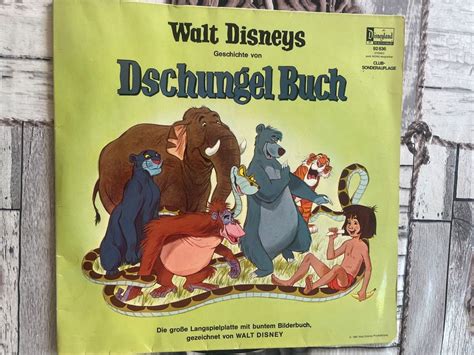 Walt Disneys
Geschichte von
Dschungel Buch
Disneyland
CLUB-
SONDERAUFLAGE
Die große Langspielplatte mit buntem Bilderbuch,
gezeichnet von WALT DISNEY